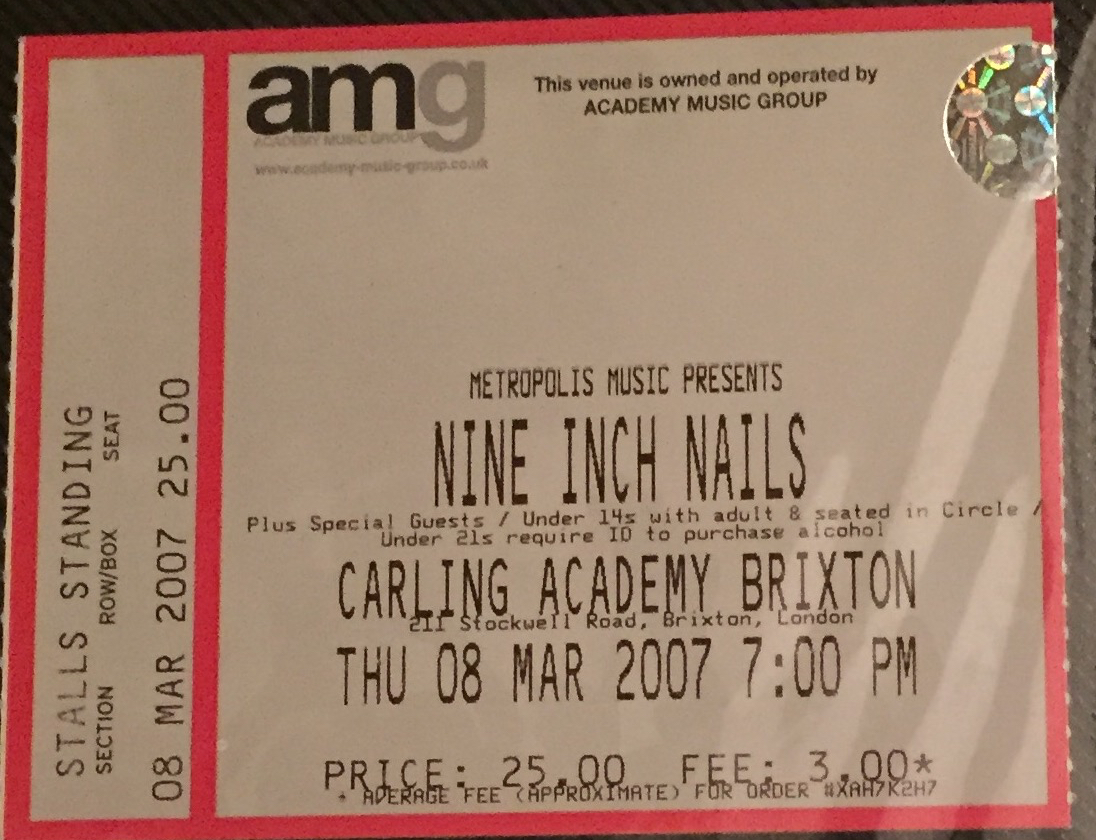 STALLS STANDING
SECTION ROW/BOX SEAT
08 MAR 2007 25.00
amg
ACADEMY MUSIC GROUP
www.academy-music-group.co.uk
This venue is owned and operated by
ACADEMY MUSIC GROUP
METROPOLIS MUSIC PRESENTS
NINE INCH NAILS
Plus Special Guests / Under 14s with adult & seated in Circle /
Under 21s require ID to purchase alcohol
CARLING ACADEMY BRIXTON
211 Stockwell Road, Brixton, London
THU 08 MAR 2007 7:00 PM
PRICE: 25.00 FEE: 3.00*
* AVERAGE FEE (APPROXIMATE) FOR ORDER #XAH7K2H7